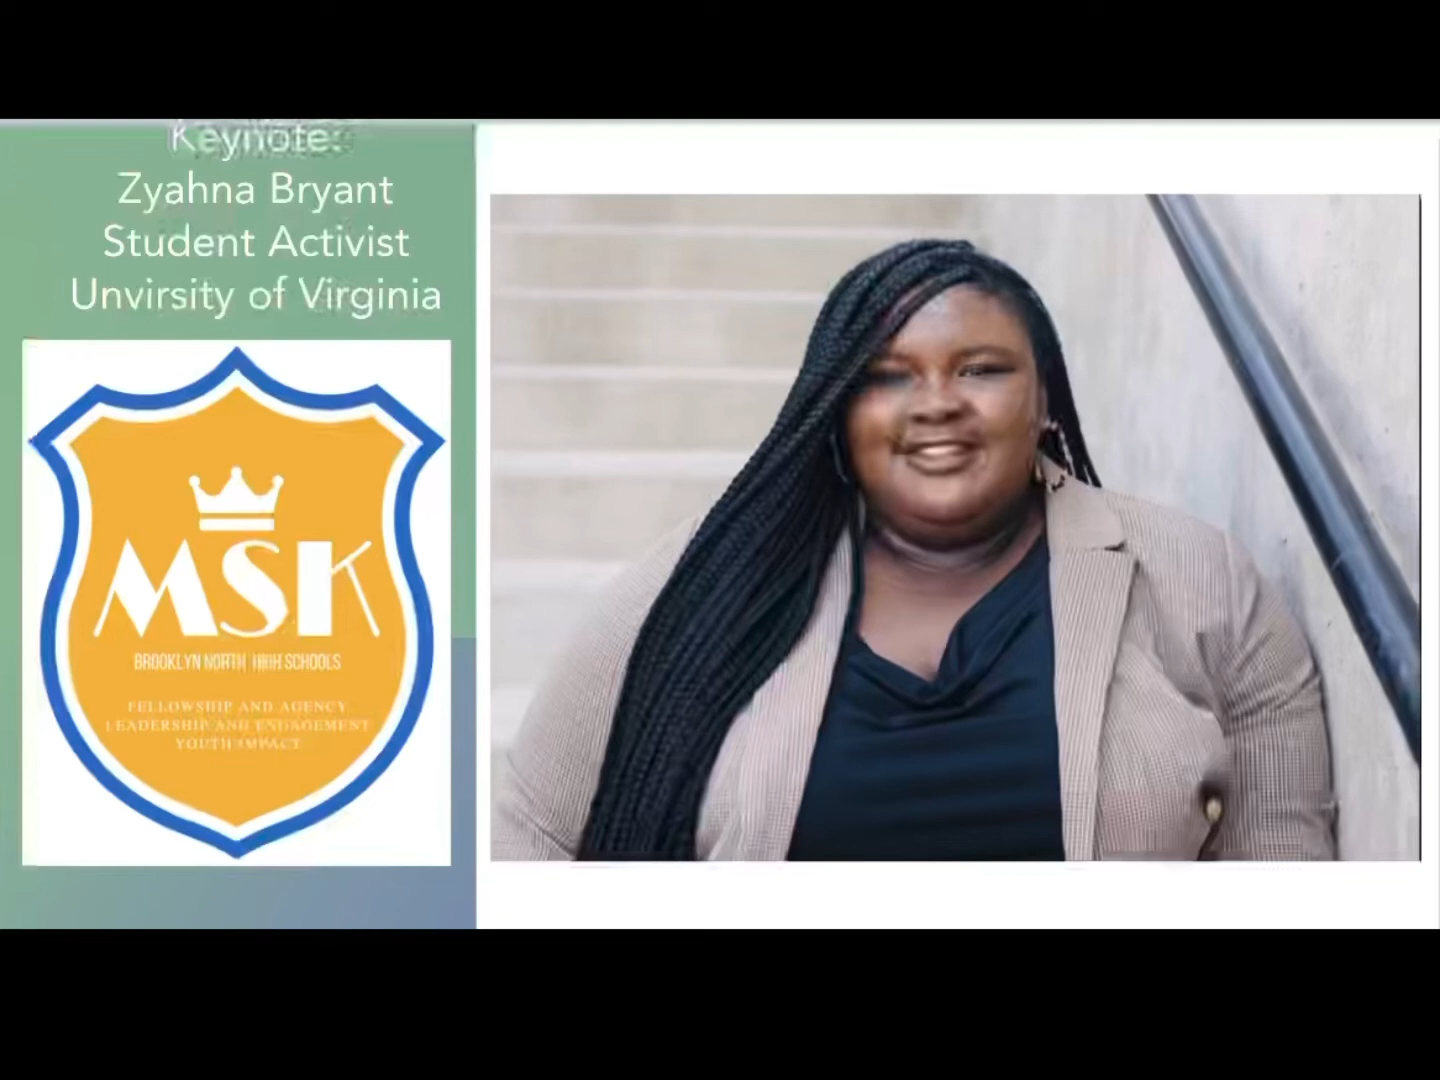 Keynote:
Zyahna Bryant
Student Activist
Unvirsity of Virginia
MSK
BROOKLYN NORTH HIGH SCHOOLS
FELLOWSHIP AND AGENCY
LEADERSHIP AND ENGAGEMENT
YOUTH IMPACT